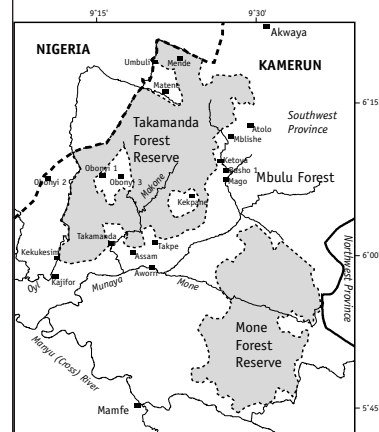 9°15
9°30
Akwaya
NIGERIA
KAMERUN
Umbuli
Mende
Matene
6°15
Takamanda
Forest
Reserve
Southwest
Province
Atolo
Mblishe
Ketoya
Basho 1
Mago
Mbulu Forest
Obonyi 1
Obonyi 2
Obonyi 3
Makone
Kekpane
Takamanda
Takpe
Kekukesim
Assam
Aworri
6°00
Northwest Province
Oyi
Kajifor
Munaya
Mone
Mone
Forest
Reserve
Manyu (Cross) River
Mamfe
5°45